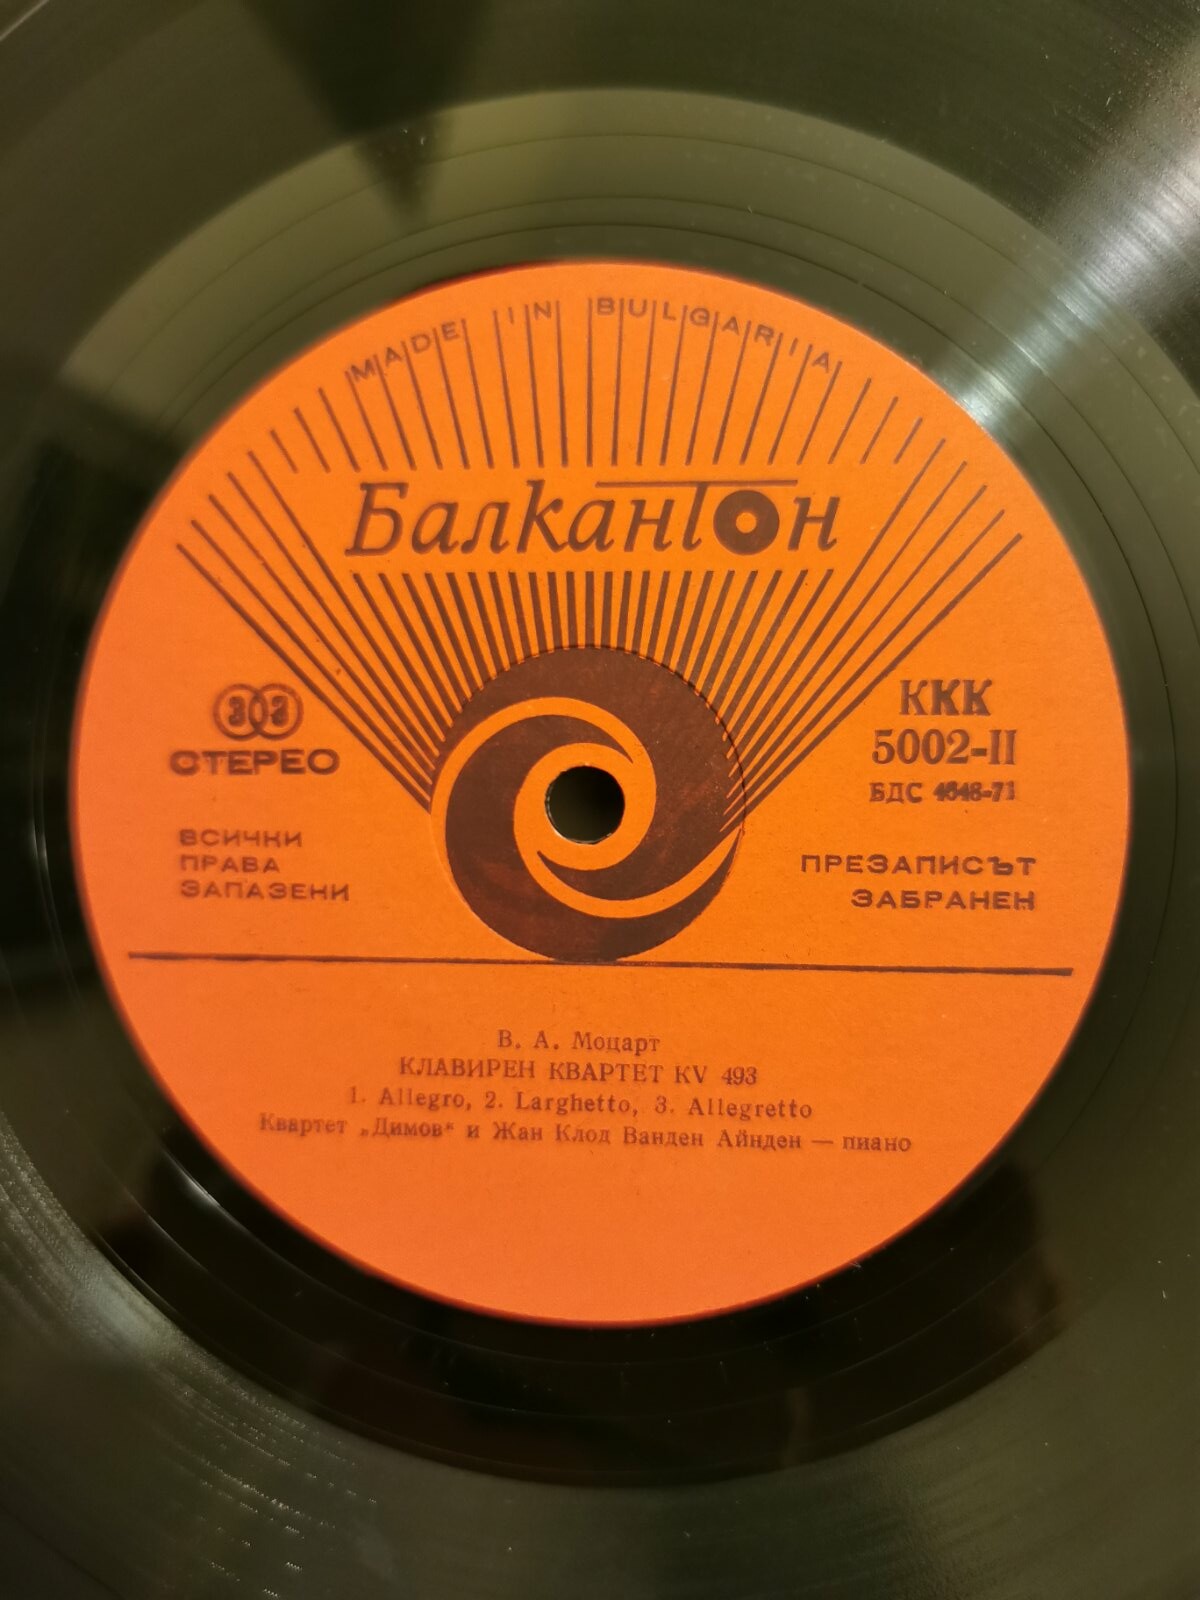 MADE IN BULGARIA
Балкантон
33
СТЕРЕО
ВСИЧКИ
ПРАВА
ЗАПАЗЕНИ
ККК
5002-II
БДС 4648-71
ПРЕЗАПИСЪТ
ЗАБРАНЕН
В. А. Моцарт
КЛАВИРЕН КВАРТЕТ KV 493
1. Allegro, 2. Larghetto, 3. Allegretto
Квартет „Димов“ и Жан Клод Ванден Айнден — пиано